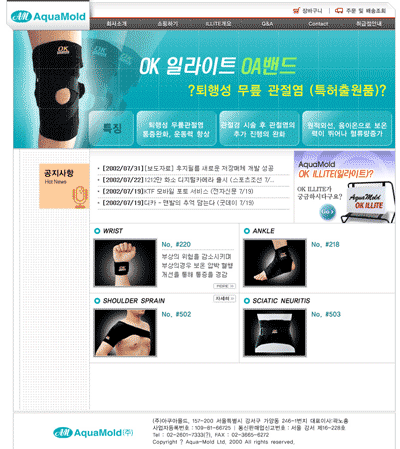 AM AquaMold
장바구니 | 주문 및 배송조회
회사소개 쇼핑하기 ILLITE개요 Q&A Contact 취급점안내
OK 일라이트 OA밴드
?퇴행성 무릎 관절염 (특허출원품)?
특징
퇴행성 무릎관절염
통증완화, 운동력 향상
관절염 시술 후 관절염의
추가 진행의 완화
원적외선, 음이온으로 보온
력이 뛰어나 혈류량증가
공지사항
Hot News
• [2002/07/31][보도자료] 후지필름 새로운 저장매체 개발 성공
• [2002/07/22]1212만 화소 디지털카메라 출시 (스포츠조선 7/..
• [2002/07/19]KTF 모바일 포토 서비스 (전자신문 7/19)
• [2002/07/19]디카 - 맨발의 추억 담는다 (굿데이 7/19)
AquaMold
OK ILLITE(일라이트)?
OK ILLITE가
궁금하시다구요?
Go
AquaMold
OK ILLITE
WRIST
No, #220
부상의 위험을 감소시키며
부상의경우 보온 압박 혈행
개선을 통해 통증을 경감
MORE
ANKLE
No, #218
SHOULDER SPRAIN
자세히
No, #502
SCIATIC NEURITIS
No, #503
AM AquaMold(주)
(주)아쿠아몰드, 157-200 서울특별시 강서구 가양동 246-1번지 대표이사:곽노흥
사업자등록번호 : 109-81-66725 | 통신판매업신고번호 : 서울 강서 제16-228호
Tel : 02-2601-7333(?), FAX : 02-3665-6272
Copyright ? Aqua-Mold Ltd, 2000 All rights reserved.